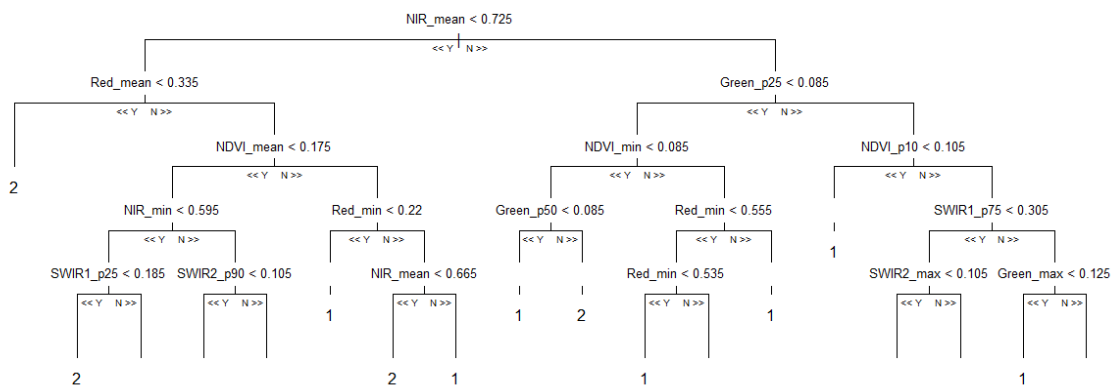 NIR_mean < 0.725
<< Y N >>
Red_mean < 0.335 Green_p25 < 0.085
<< Y N >> << Y N >>
NDVI_mean < 0.175 NDVI_min < 0.085 NDVI_p10 < 0.105
2 << Y N >> << Y N >> << Y N >>
NIR_min < 0.595 Red_min < 0.22 Green_p50 < 0.085 Red_min < 0.555 SWIR1_p75 < 0.305
<< Y N >> << Y N >> << Y N >> << Y N >> 1 << Y N >>
SWIR1_p25 < 0.185 SWIR2_p90 < 0.105 NIR_mean < 0.665 Red_min < 0.535 SWIR2_max < 0.105 Green_max < 0.125
<< Y N >> << Y N >> 1 << Y N >> 1 2 << Y N >> 1 << Y N >> << Y N >>
2 2 1 1 1